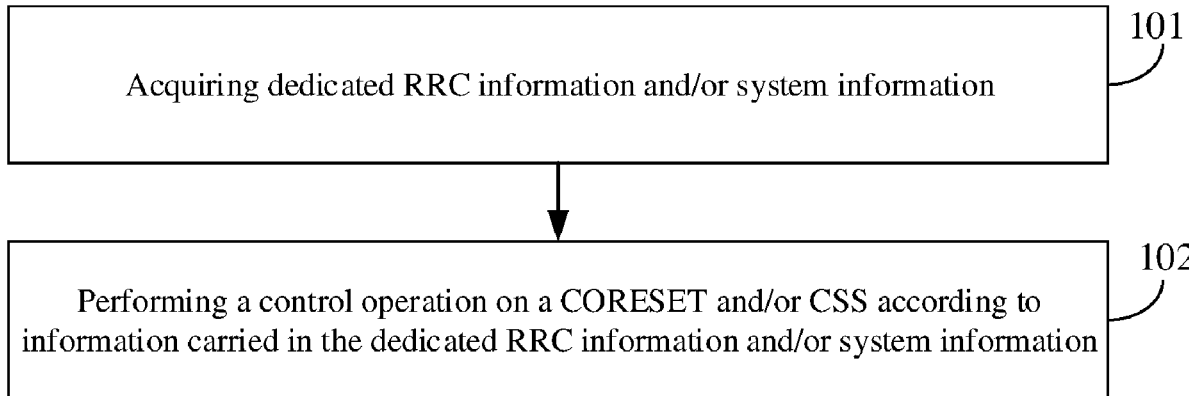 101
Acquiring dedicated RRC information and/or system information
102
Performing a control operation on a CORESET and/or CSS according to
information carried in the dedicated RRC information and/or system information